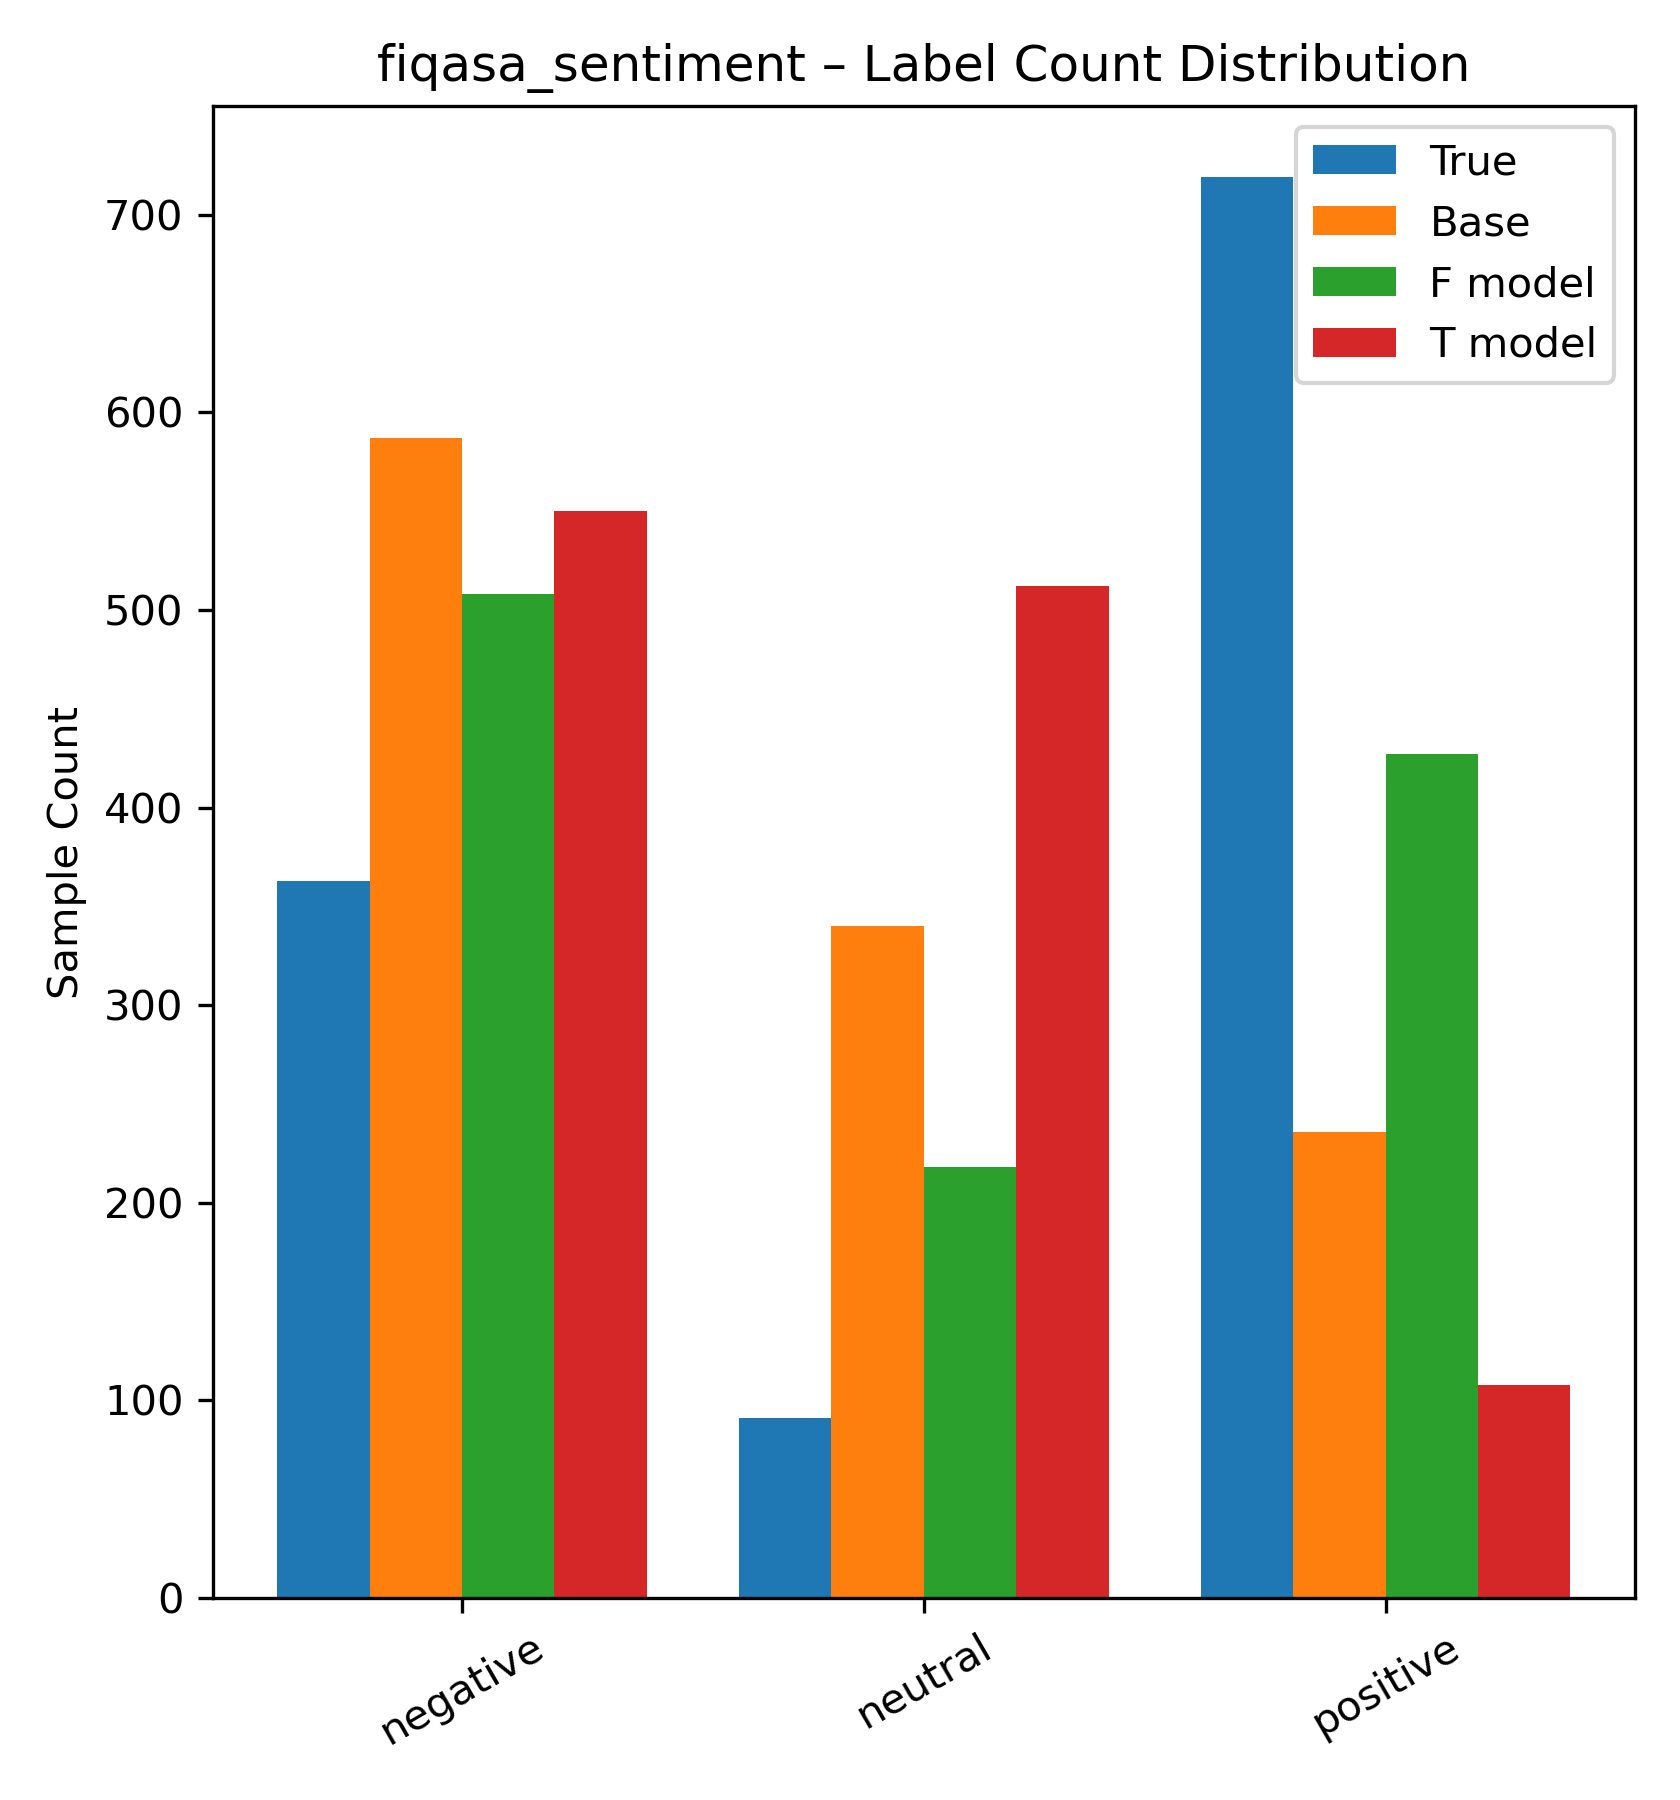 fiqasa_sentiment – Label Count Distribution
True
Base
F model
T model
Sample Count
700
600
500
400
300
200
100
0
negative
neutral
positive